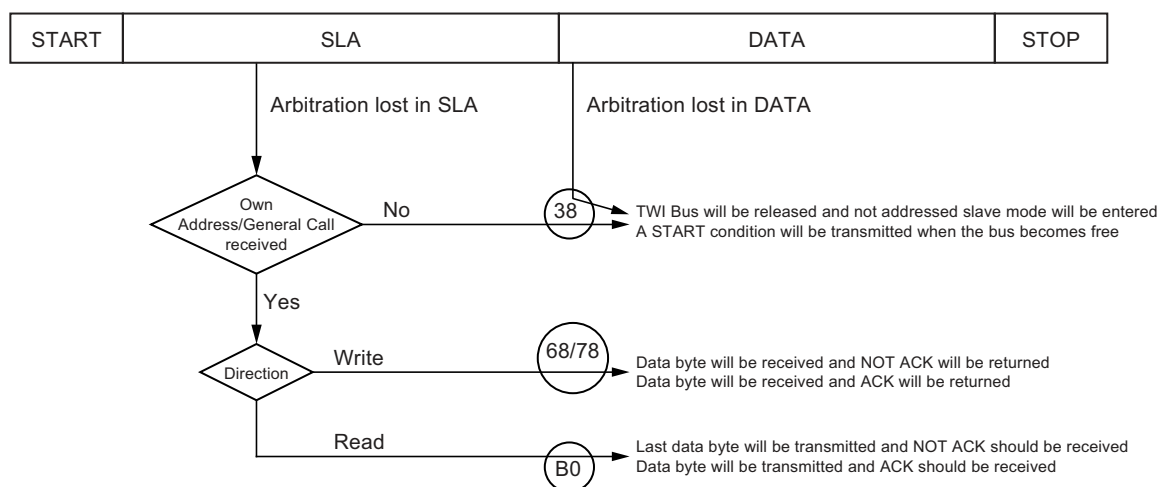 START SLA DATA STOP
Arbitration lost in SLA
Arbitration lost in DATA
Own
Address/General Call
received
No
38
TWI Bus will be released and not addressed slave mode will be entered
A START condition will be transmitted when the bus becomes free
Yes
Direction
Write
68/78
Data byte will be received and NOT ACK will be returned
Data byte will be received and ACK will be returned
Read
B0
Last data byte will be transmitted and NOT ACK should be received
Data byte will be transmitted and ACK should be received